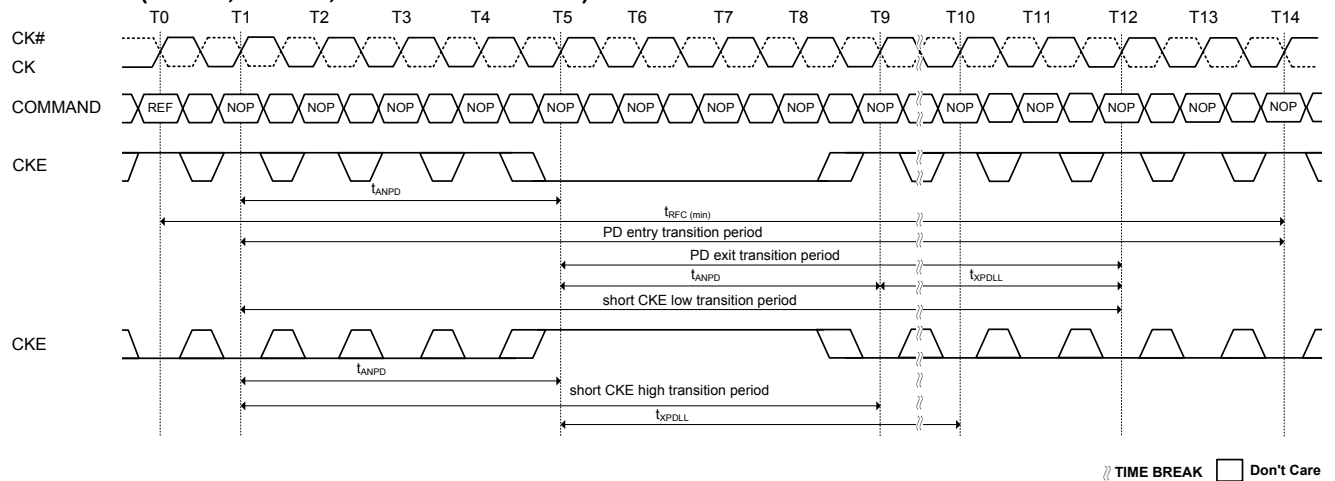 T0 T1 T2 T3 T4 T5 T6 T7 T8 T9 T10 T11 T12 T13 T14
CK#
CK
COMMAND REF NOP NOP NOP NOP NOP NOP NOP NOP NOP NOP NOP NOP NOP NOP
CKE
tANPD
tRFC (min)
PD entry transition period
PD exit transition period
tANPD tXPDLL
short CKE low transition period
CKE
tANPD
short CKE high transition period
tXPDLL
TIME BREAK Don't Care